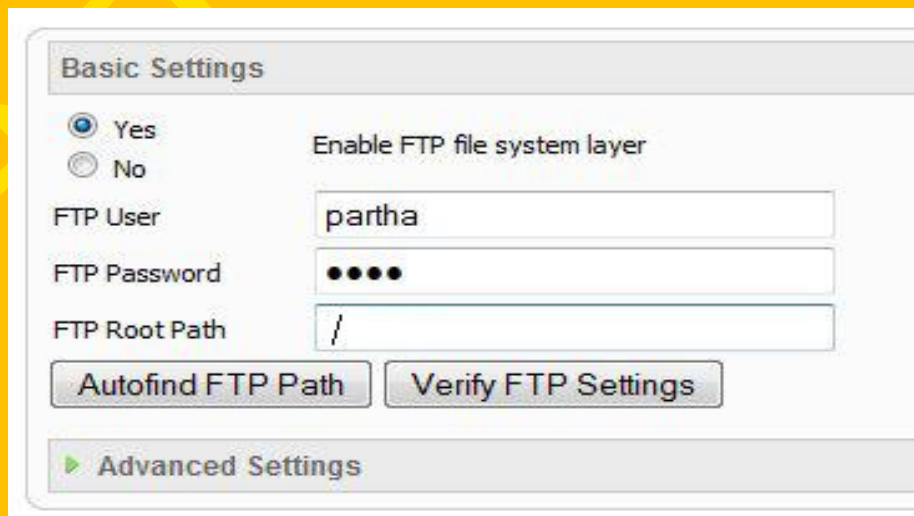 Basic Settings
Yes
No
Enable FTP file system layer
FTP User
partha
FTP Password
••••
FTP Root Path
/
Autofind FTP Path
Verify FTP Settings
Advanced Settings